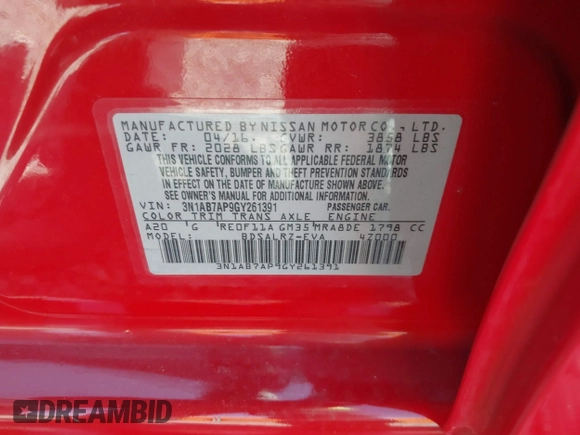 MANUFACTURED BY NISSAN MOTOR CO., LTD.
DATE: 04/16 GVWR: 3858 LBS
GAWR FR: 2028 LBS GAWR RR: 1874 LBS
THIS VEHICLE CONFORMS TO ALL APPLICABLE FEDERAL MOTOR
VEHICLE SAFETY, BUMPER AND THEFT PREVENTION STANDARDS
IN EFFECT ON THE DATE OF MANUFACTURE SHOWN ABOVE.
SEE OWNER'S MANUAL FOR ADDITIONAL INFORMATION.
VIN: 3N1AB7AP9GY261391 PASSENGER CAR.
COLOR TRIM TRANS AXLE ENGINE
A20 G RE0F11A GM35 MRA8DE 1798 CC
MODEL: BDSALRZ-EVA 4Z000
3N1AB7AP9GY261391
DREAMBID